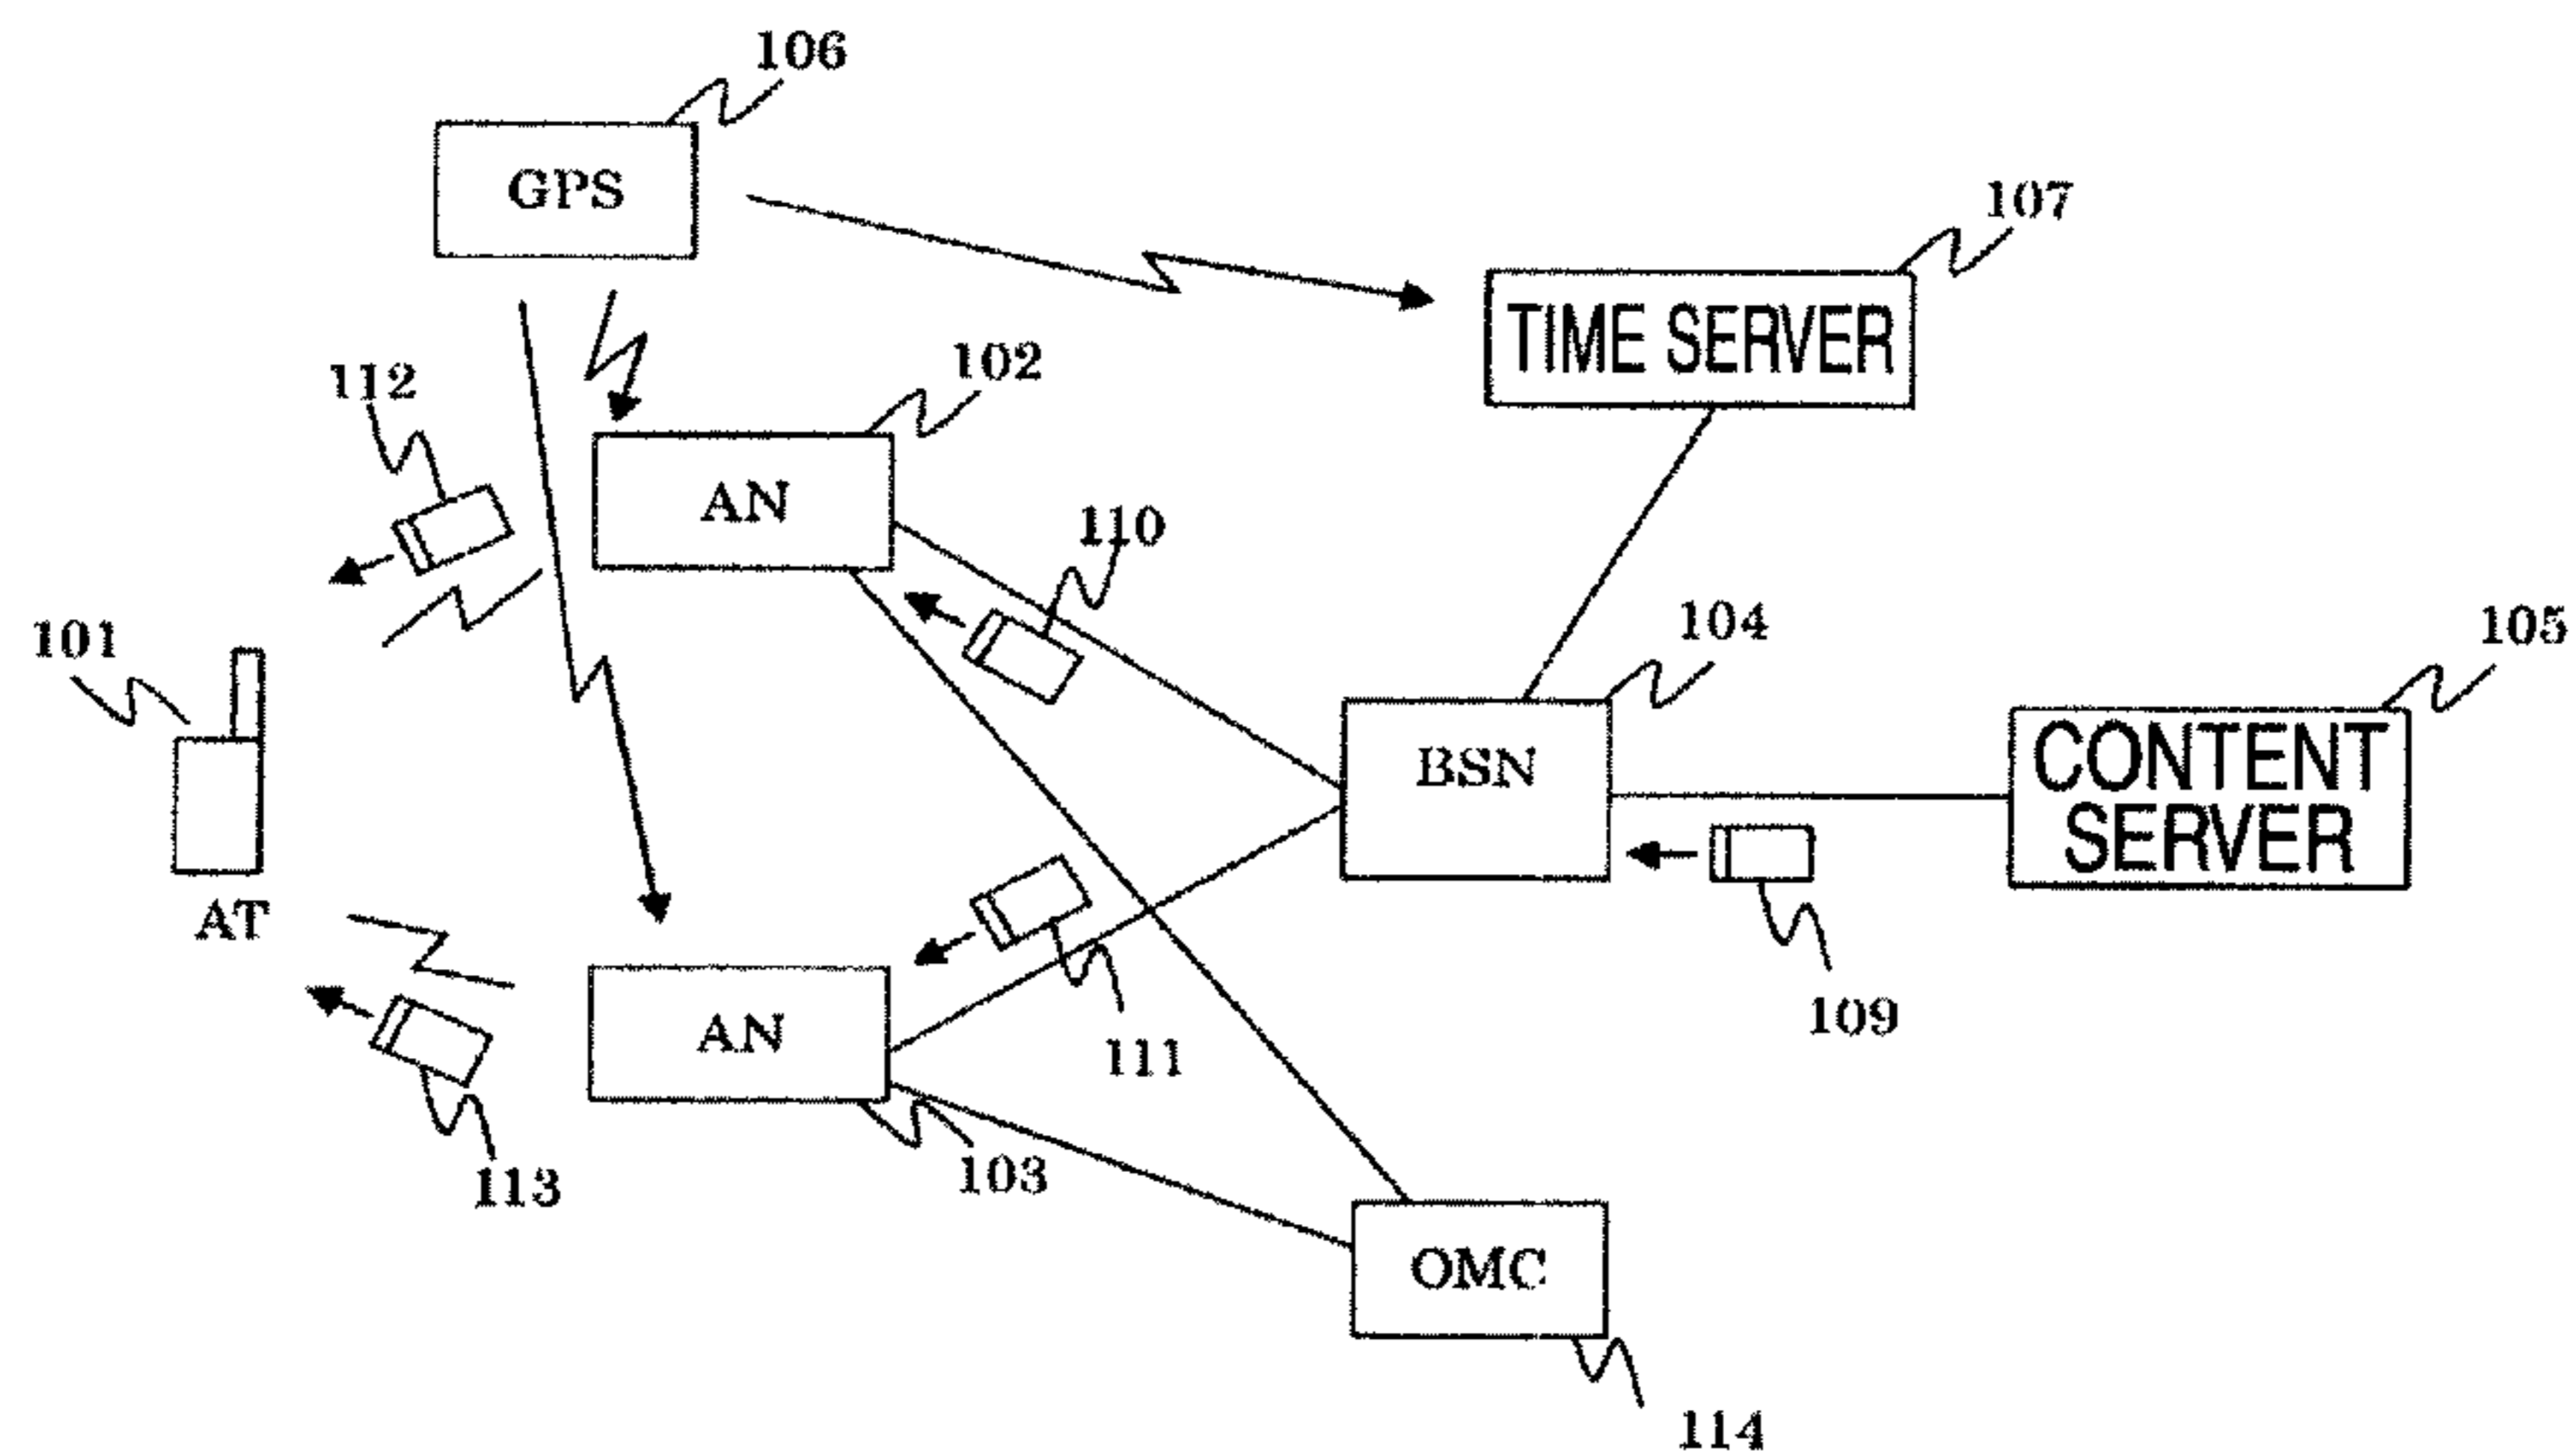 106
GPS
107
TIME SERVER
102
112
AN
110
104
105
101
BSN
CONTENT
SERVER
AT
109
AN
111
103
113
OMC
114